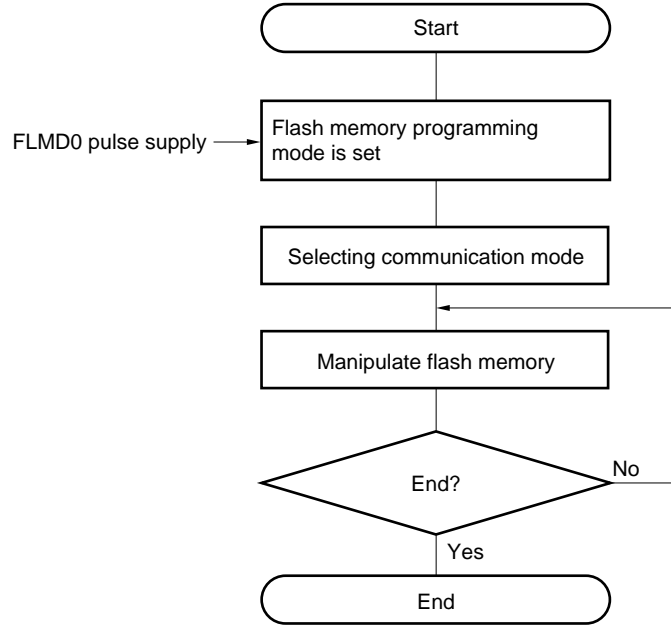 Start
FLMD0 pulse supply
Flash memory programming
mode is set
Selecting communication mode
Manipulate flash memory
End?
No
Yes
End